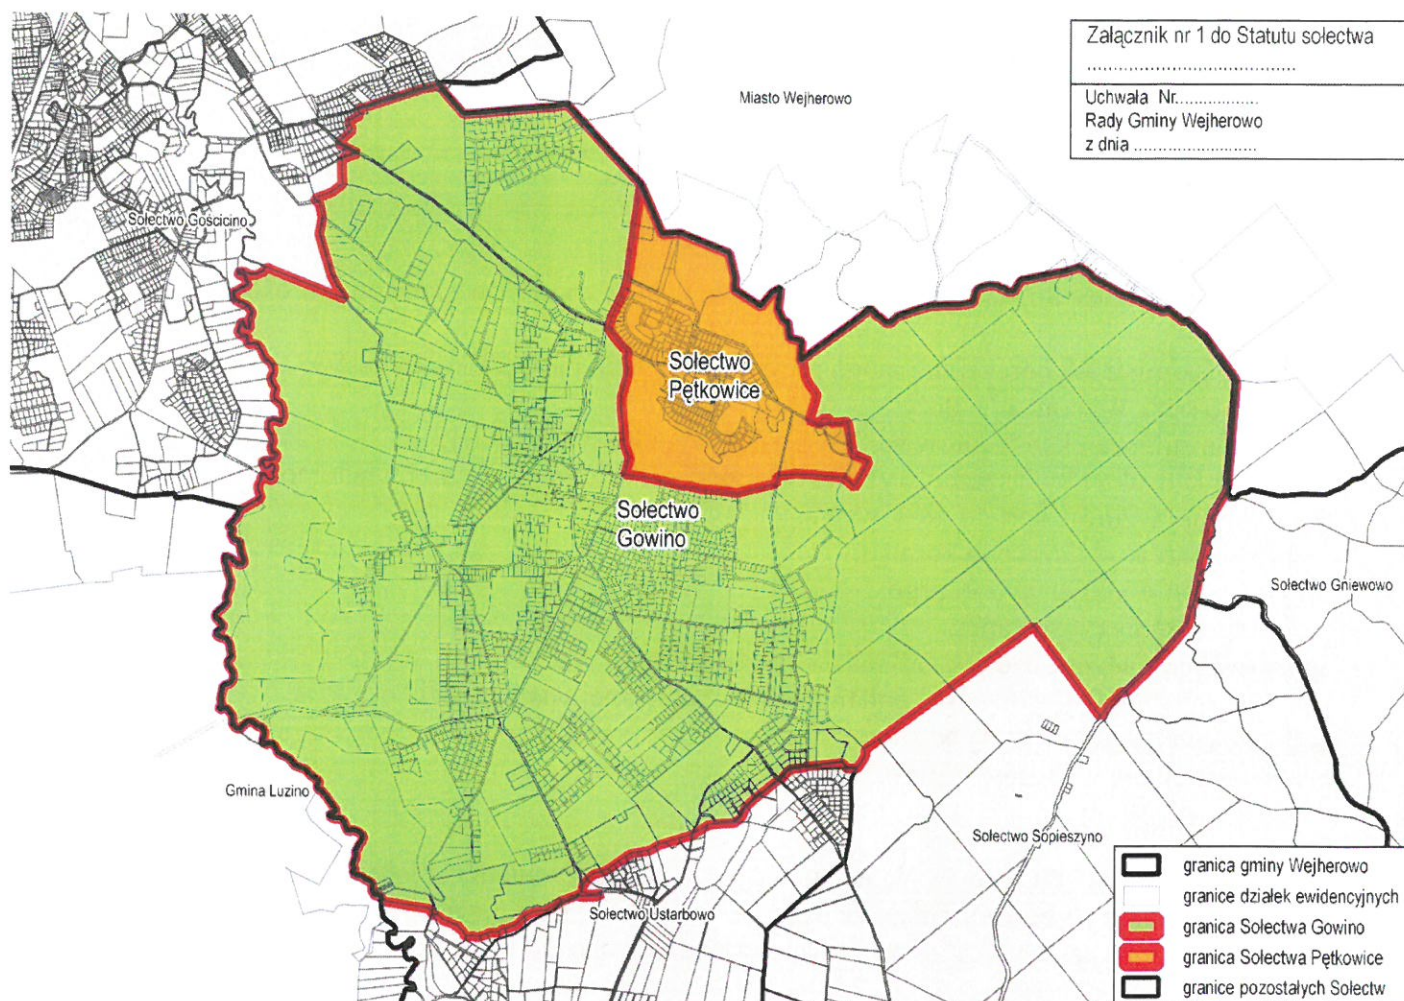 Załącznik nr 1 do Statutu sołectwa
........................................
Uchwała Nr.................
Rady Gminy Wejherowo
z dnia .........................
Miasto Wejherowo
Sołectwo Gościcino
Sołectwo
Pętkowice
Sołectwo
Gowino
Sołectwo Gniewowo
Gmina Luzino
Sołectwo Sopieszyno
Sołectwo Ustarbowo
granica gminy Wejherowo
granice działek ewidencyjnych
granica Sołectwa Gowino
granica Sołectwa Pętkowice
granice pozostałych Sołectw